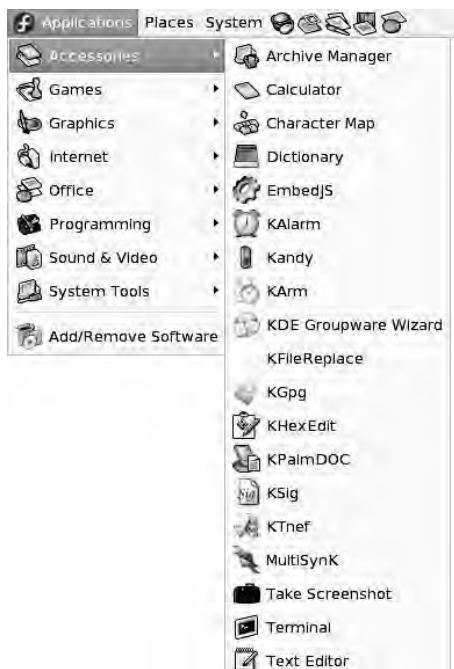 Applications Places System
Accessories
Games
Graphics
Internet
Office
Programming
Sound & Video
System Tools
Add/Remove Software
Archive Manager
Calculator
Character Map
Dictionary
EmbedJS
KAlarm
Kandy
KArm
KDE Groupware Wizard
KFileReplace
KGpg
KHexEdit
KPalmDOC
Sig KSig
KTnef
MultiSynK
Take Screenshot
Terminal
Text Editor